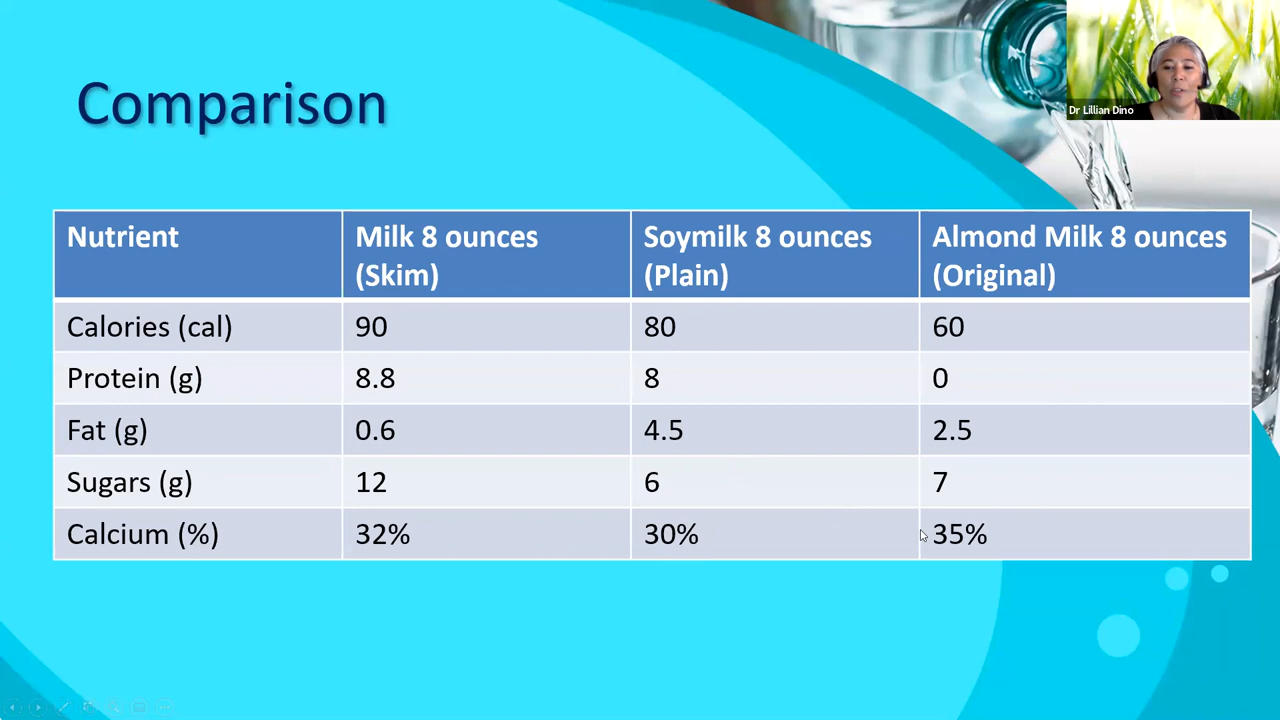 Comparison
Dr Lillian Dino
Nutrient
Milk 8 ounces
(Skim)
Soymilk 8 ounces
(Plain)
Almond Milk 8 ounces
(Original)
Calories (cal) 90 80 60
Protein (g) 8.8 8 0
Fat (g) 0.6 4.5 2.5
Sugars (g) 12 6 7
Calcium (%) 32% 30% 35%